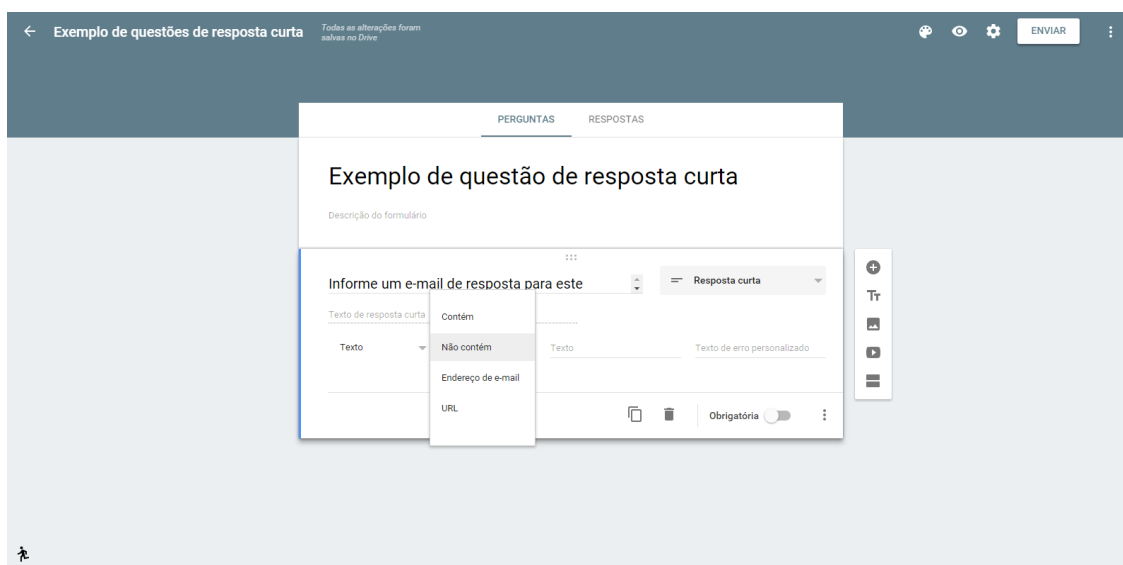 Exemplo de questões de resposta curta
Todas as alterações foram
salvas no Drive
ENVIAR
PERGUNTAS RESPOSTAS
Exemplo de questão de resposta curta
Descrição do formulário
Informe um e-mail de resposta para este
Resposta curta
Texto de resposta curta
Contém
Texto
Não contém
Texto
Texto de erro personalizado
Endereço de e-mail
URL
Obrigatória